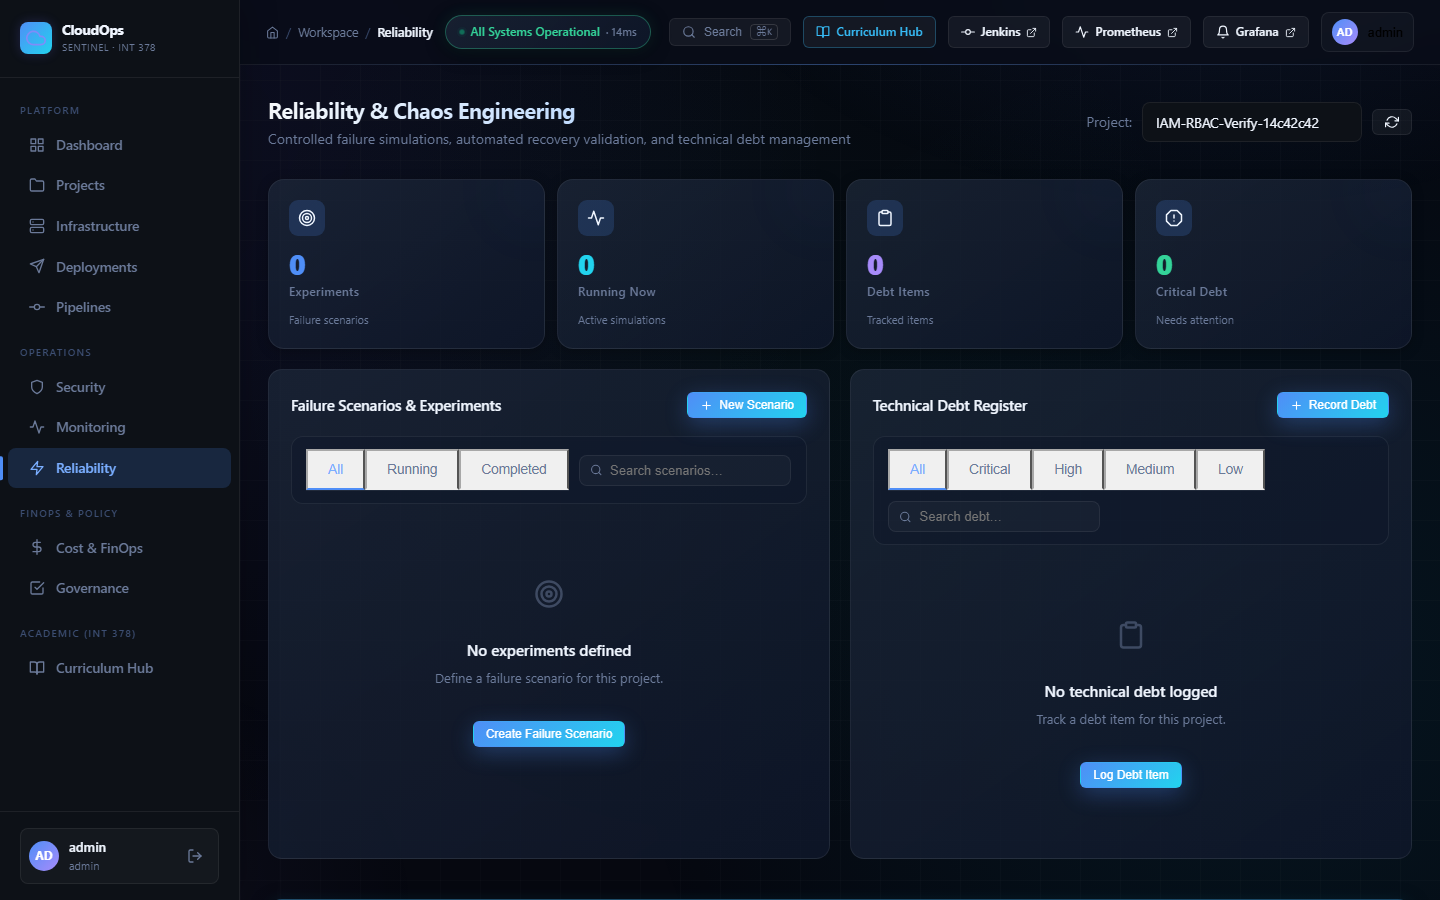 CloudOps
SENTINEL · INT 378
PLATFORM
Dashboard
Projects
Infrastructure
Deployments
Pipelines
OPERATIONS
Security
Monitoring
Reliability
FINOPS & POLICY
Cost & FinOps
Governance
ACADEMIC (INT 378)
Curriculum Hub
AD
admin
admin
/ Workspace / Reliability
All Systems Operational · 14ms
Search ⌘K
Curriculum Hub
Jenkins
Prometheus
Grafana
AD admin
Reliability & Chaos Engineering
Controlled failure simulations, automated recovery validation, and technical debt management
Project: IAM-RBAC-Verify-14c42c42
0
Experiments
Failure scenarios
0
Running Now
Active simulations
0
Debt Items
Tracked items
0
Critical Debt
Needs attention
Failure Scenarios & Experiments
+ New Scenario
All Running Completed
Search scenarios...
No experiments defined
Define a failure scenario for this project.
Create Failure Scenario
Technical Debt Register
+ Record Debt
All Critical High Medium Low
Search debt...
No technical debt logged
Track a debt item for this project.
Log Debt Item